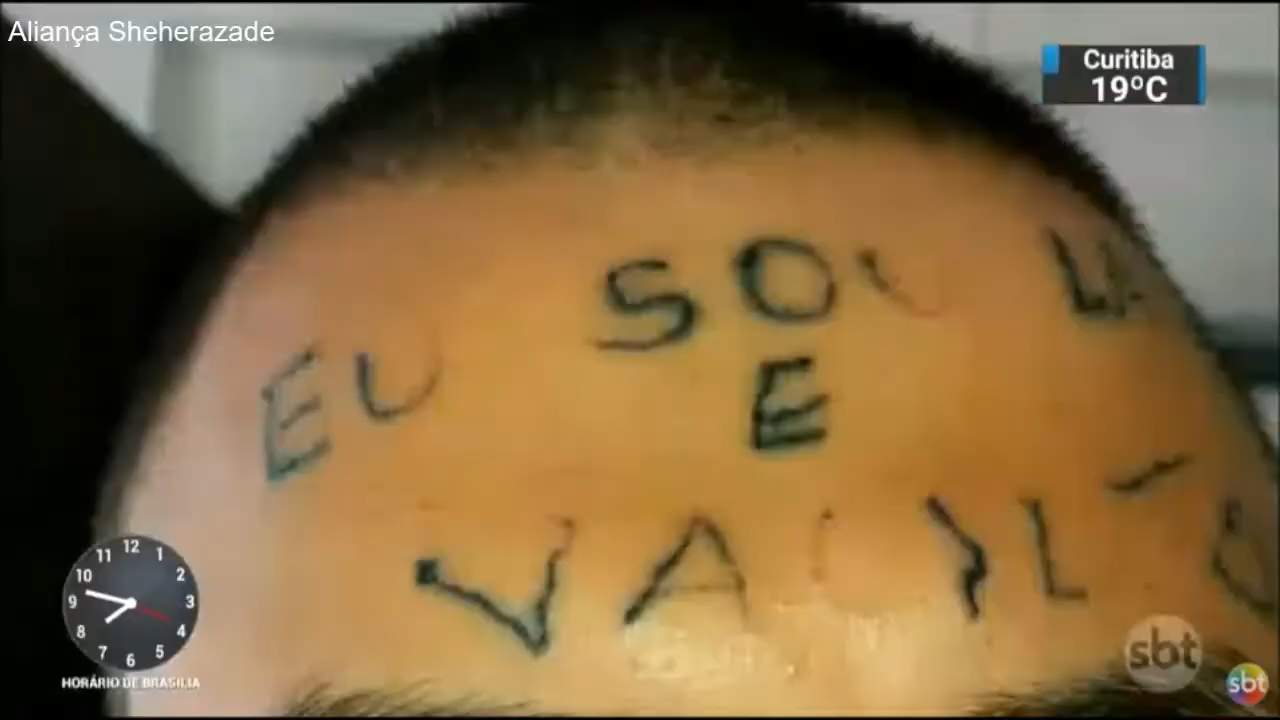 Aliança Sheherazade
Curitiba
19ºC
EU SOU
E
12
1
2
3
4
5
6
7
8
9
10
11
HORÁRIO DE BRASÍLIA
sbt
sbt